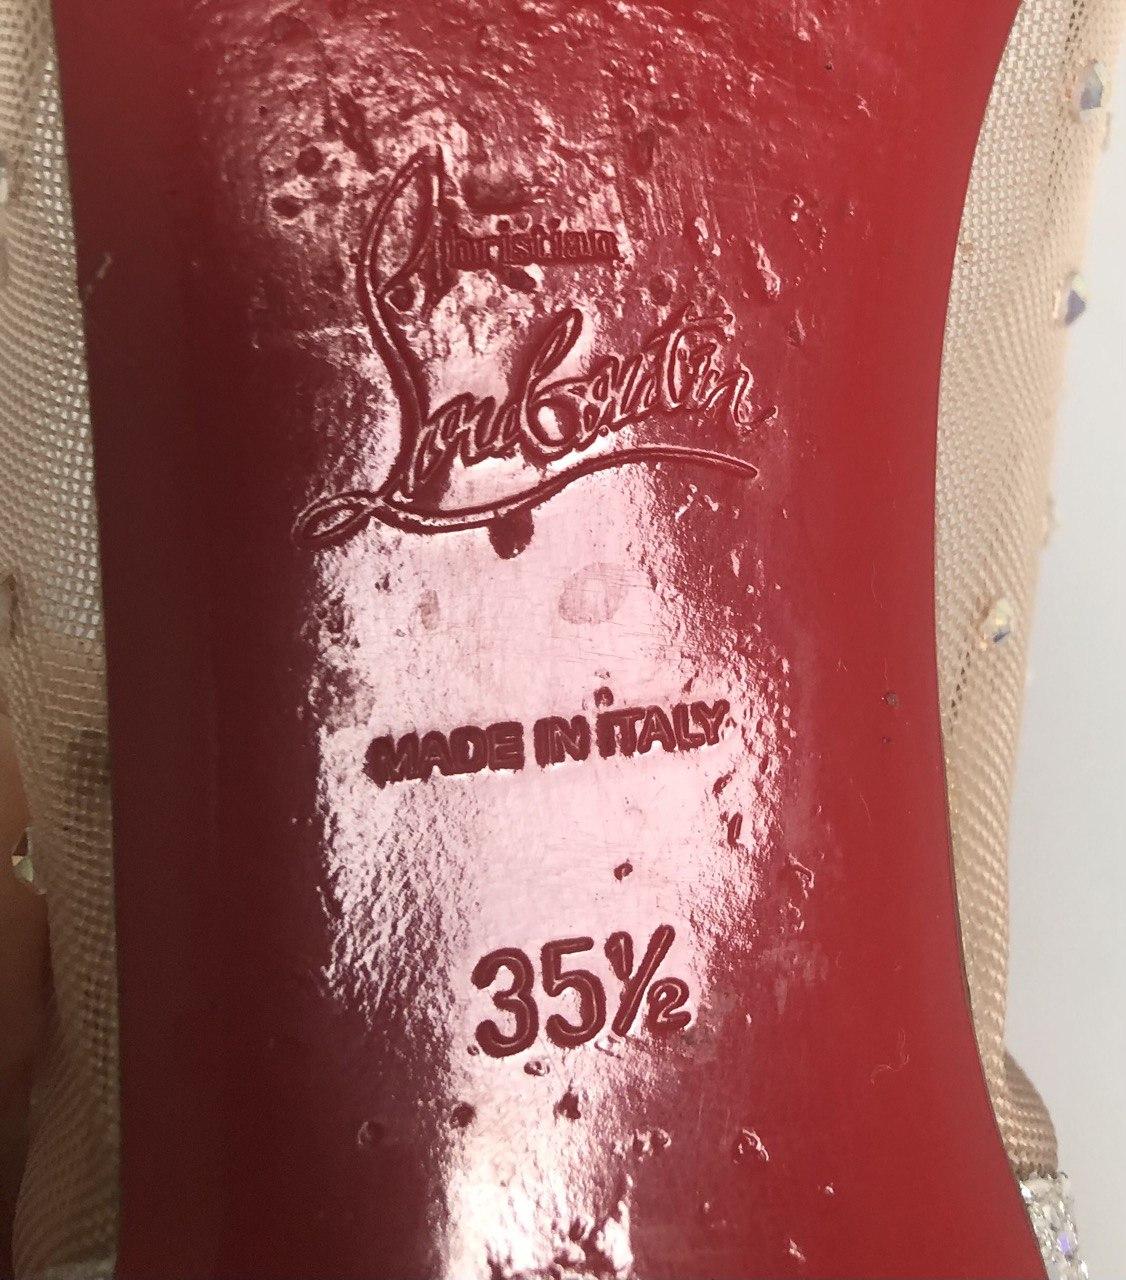 Christian
Louboutin
MADE IN ITALY
35½